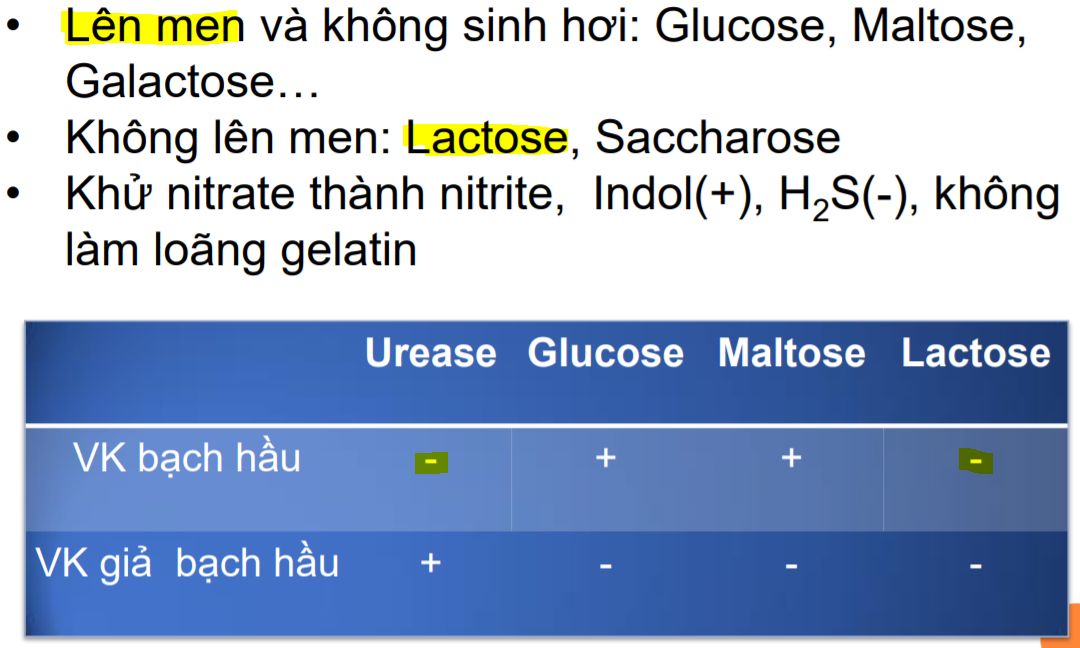 • Lên men và không sinh hơi: Glucose, Maltose,
Galactose…
• Không lên men: Lactose, Saccharose
• Khử nitrate thành nitrite, Indol(+), H₂S(-), không
làm loãng gelatin
Urease Glucose Maltose Lactose
VK bạch hầu - + + -
VK giả bạch hầu + - - -